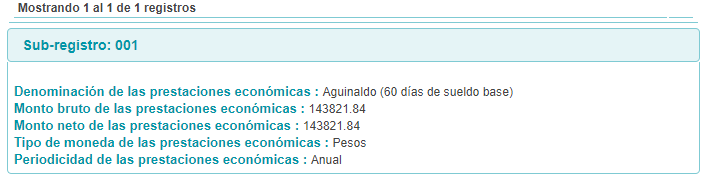 Mostrando 1 al 1 de 1 registros
Sub-registro: 001
Denominación de las prestaciones económicas : Aguinaldo (60 días de sueldo base)
Monto bruto de las prestaciones económicas : 143821.84
Monto neto de las prestaciones económicas : 143821.84
Tipo de moneda de las prestaciones económicas : Pesos
Periodicidad de las prestaciones económicas : Anual